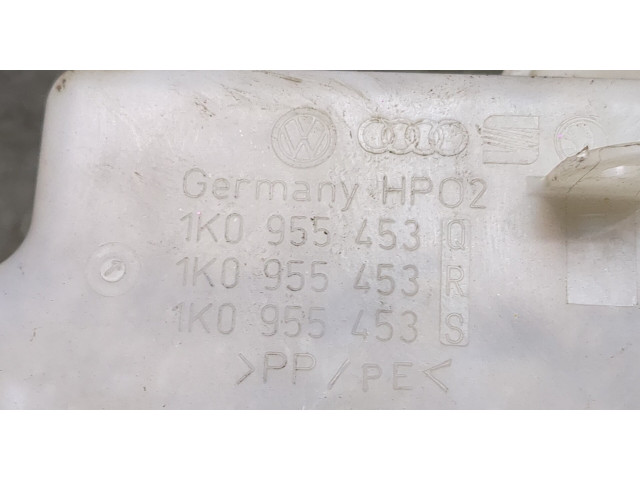 Germany HPO2
1K0 955 453 Q
1K0 955 453 R
1K0 955 453 S
>PP/PE<